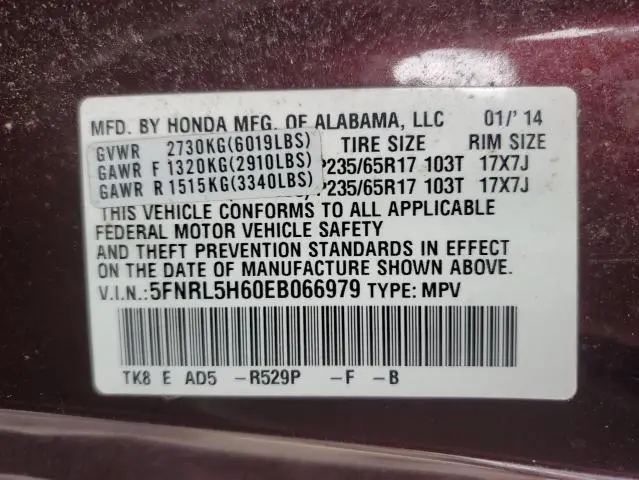 MFD. BY HONDA MFG. OF ALABAMA, LLC 01/'14
GVWR 2730KG(6019LBS) TIRE SIZE RIM SIZE
GAWR F 1320KG(2910LBS) P235/65R17 103T 17X7J
GAWR R 1515KG(3340LBS) P235/65R17 103T 17X7J
THIS VEHICLE CONFORMS TO ALL APPLICABLE
FEDERAL MOTOR VEHICLE SAFETY
AND THEFT PREVENTION STANDARDS IN EFFECT
ON THE DATE OF MANUFACTURE SHOWN ABOVE.
V.I.N.:5FNRL5H60EB066979 TYPE: MPV
TK8 E AD5 -R529P -F -B